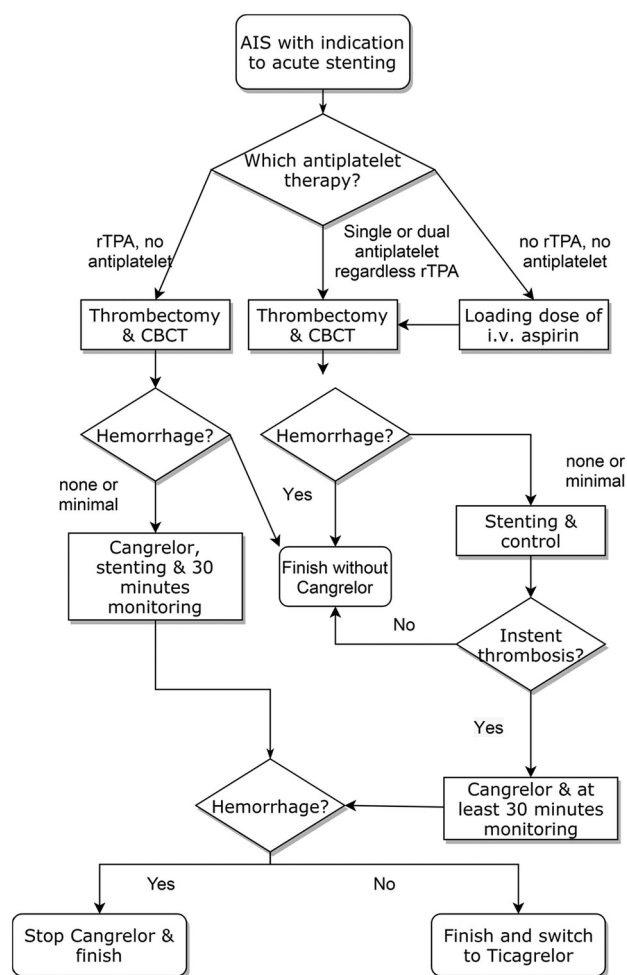 AIS with indication
to acute stenting
Which antiplatelet
therapy?
rTPA, no
antiplatelet
Single or dual
antiplatelet
regardless rTPA
no rTPA, no
antiplatelet
Thrombectomy
& CBCT
Thrombectomy
& CBCT
Loading dose of
i.v. aspirin
Hemorrhage?
Hemorrhage?
none or
minimal
Yes
none or
minimal
Cangrelor,
stenting & 30
minutes
monitoring
Finish without
Cangrelor
Stenting &
control
No
Instent
thrombosis?
Yes
Hemorrhage?
Cangrelor & at
least 30 minutes
monitoring
Yes
No
Stop Cangrelor &
finish
Finish and switch
to Ticagrelor